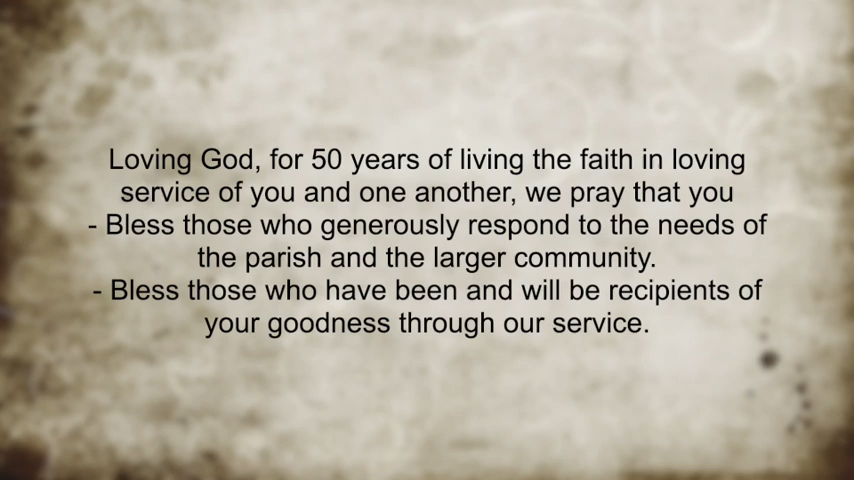 Loving God, for 50 years of living the faith in loving
service of you and one another, we pray that you
- Bless those who generously respond to the needs of
the parish and the larger community.
- Bless those who have been and will be recipients of
your goodness through our service.